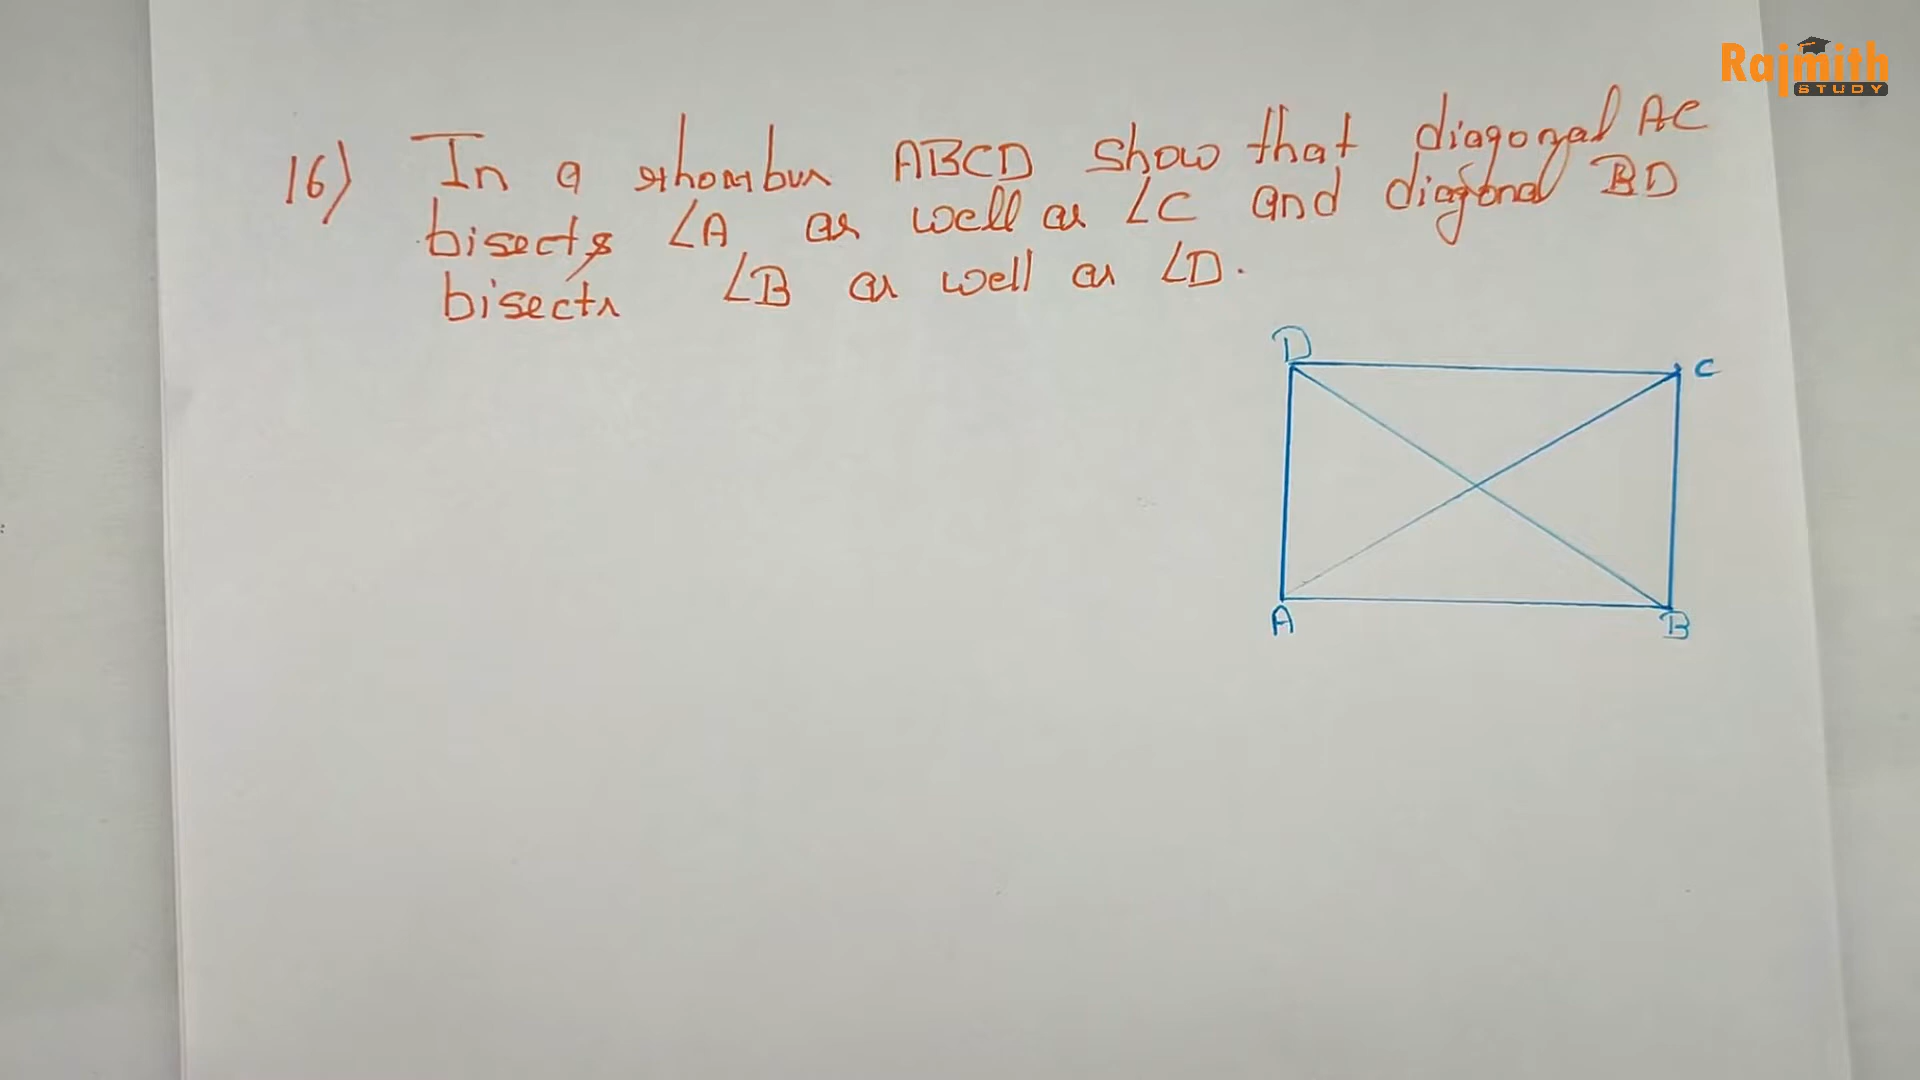 Rajmith
STUDY
16) In a rhombus ABCD show that diagonal AC
bisects ∠A as well as ∠C and diagonal BD
bisects ∠B as well as ∠D.
D
C
A
B